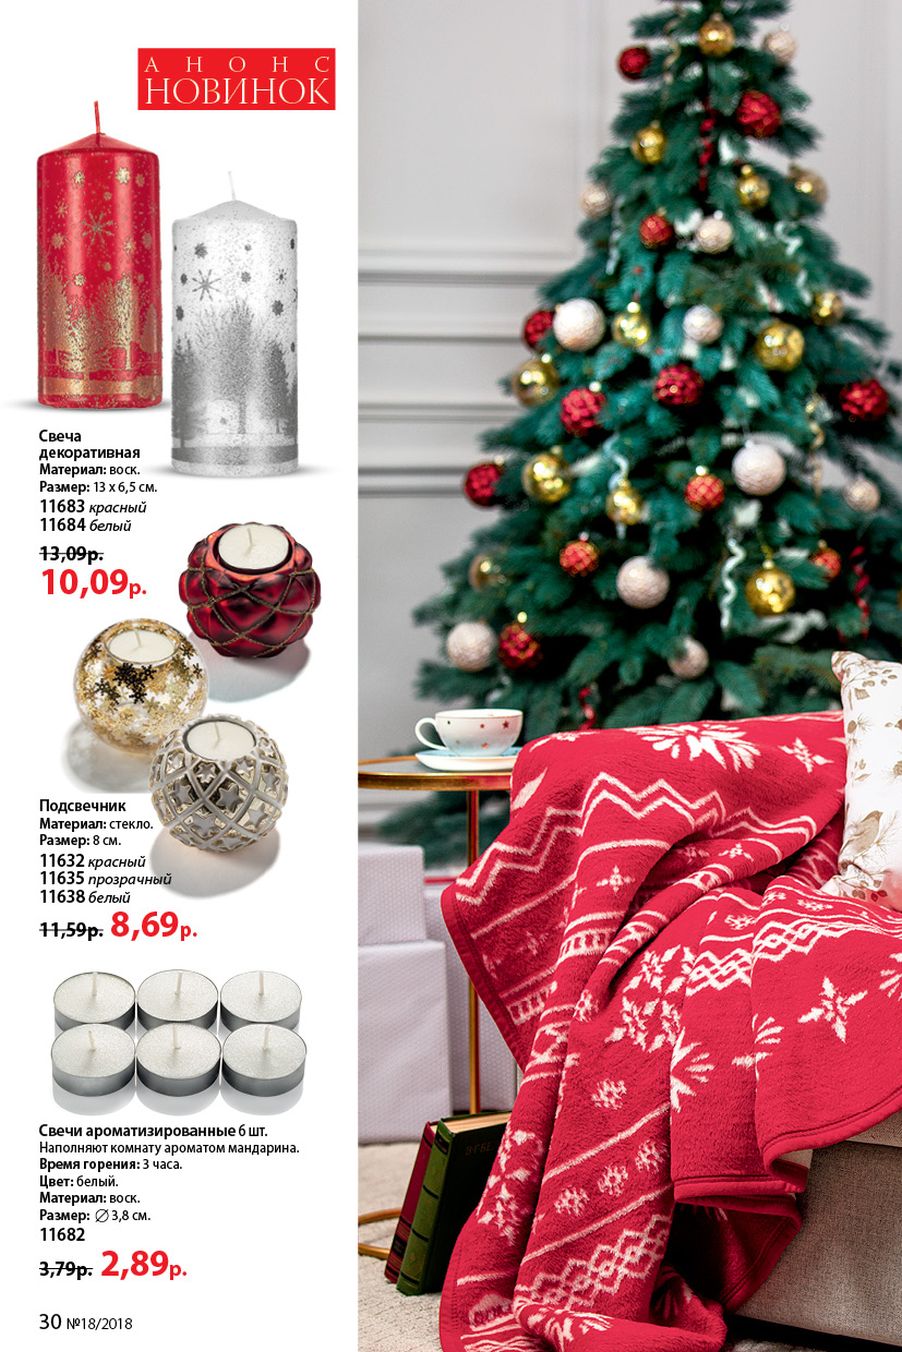 АНОНС
НОВИНОК
Свеча
декоративная
Материал: воск.
Размер: 13 х 6,5 см.
11683 красный
11684 белый
13,09р.
10,09р.
Подсвечник
Материал: стекло.
Размер: 8 см.
11632 красный
11635 прозрачный
11638 белый
11,59р. 8,69р.
Свечи ароматизированные 6 шт.
Наполняют комнату ароматом мандарина.
Время горения: 3 часа.
Цвет: белый.
Материал: воск.
Размер: ∅ 3,8 см.
11682
3,79р. 2,89р.
30 №18/2018